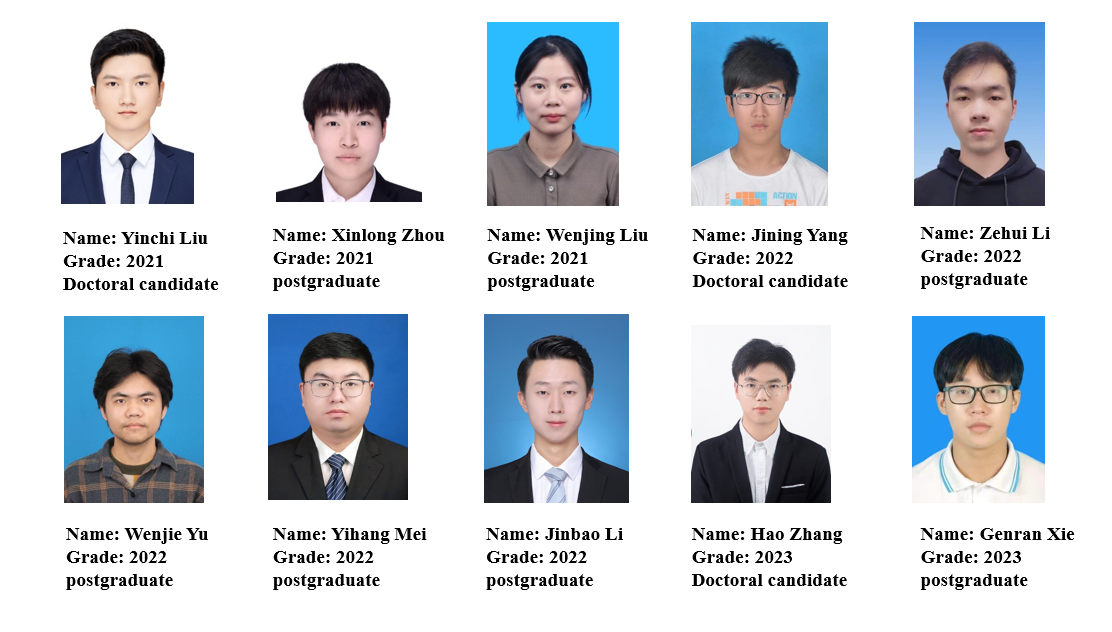 Name: Yinchi Liu
Grade: 2021
Doctoral candidate
Name: Xinlong Zhou
Grade: 2021
postgraduate
Name: Wenjing Liu
Grade: 2021
postgraduate
ACTION
Name: Jining Yang
Grade: 2022
Doctoral candidate
Name: Zehui Li
Grade: 2022
postgraduate
Name: Wenjie Yu
Grade: 2022
postgraduate
Name: Yihang Mei
Grade: 2022
postgraduate
Name: Jinbao Li
Grade: 2022
postgraduate
Name: Hao Zhang
Grade: 2023
Doctoral candidate
Name: Genran Xie
Grade: 2023
postgraduate